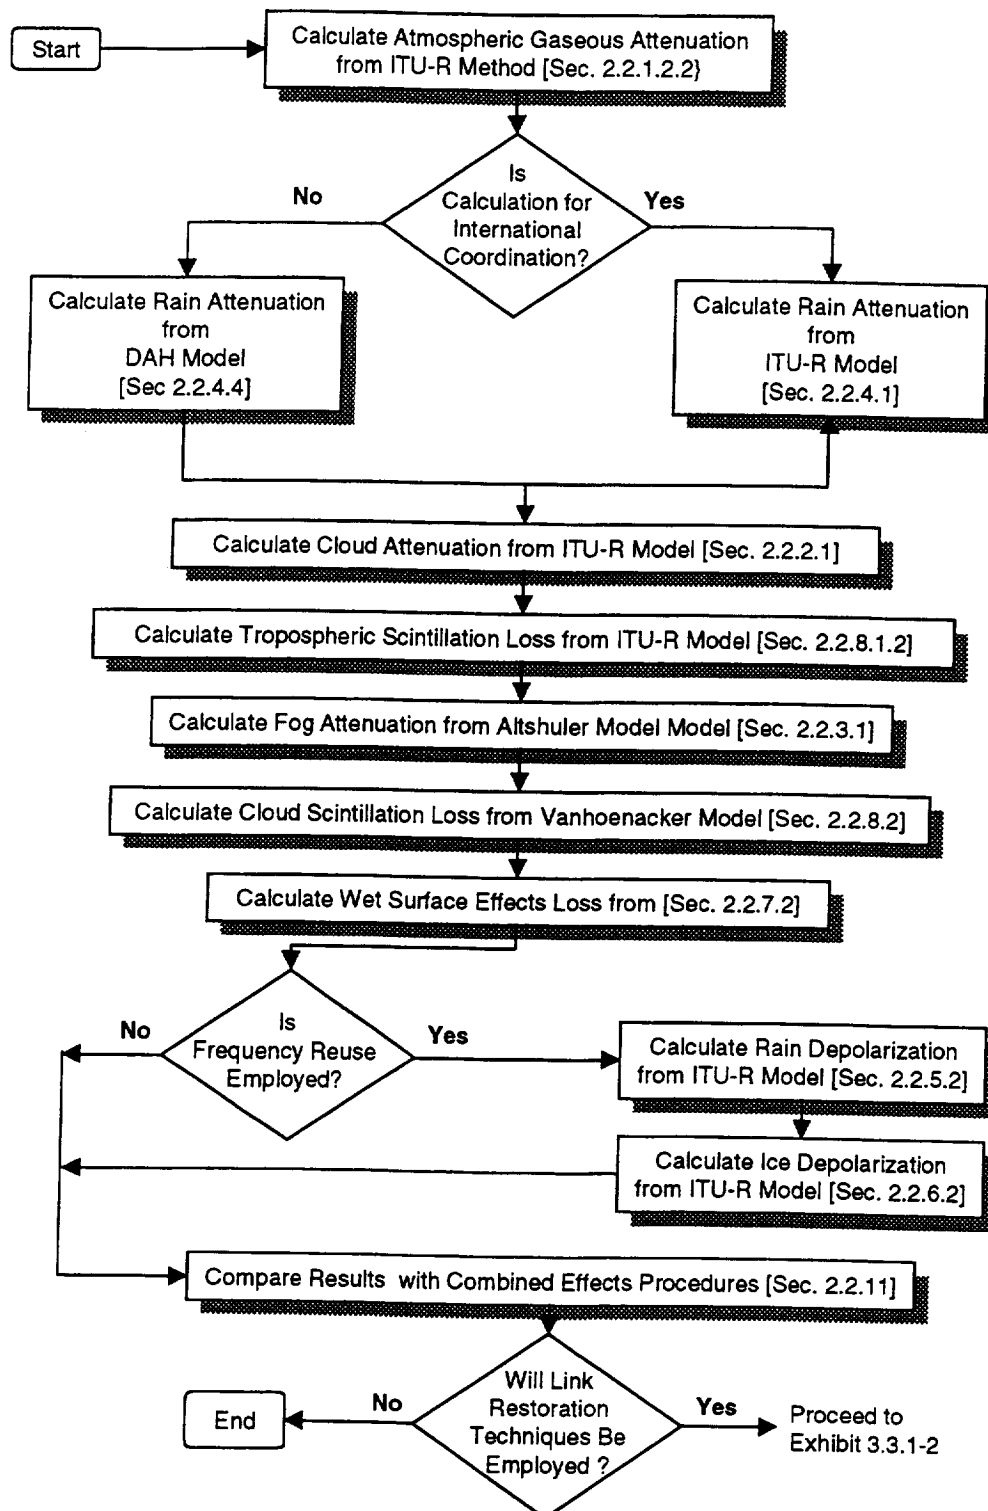 Start
Calculate Atmospheric Gaseous Attenuation
from ITU-R Method [Sec. 2.2.1.2.2}
Is
Calculation for
International
Coordination?
No
Yes
Calculate Rain Attenuation
from
DAH Model
[Sec 2.2.4.4]
Calculate Rain Attenuation
from
ITU-R Model
[Sec. 2.2.4.1]
Calculate Cloud Attenuation from ITU-R Model [Sec. 2.2.2.1]
Calculate Tropospheric Scintillation Loss from ITU-R Model [Sec. 2.2.8.1.2]
Calculate Fog Attenuation from Altshuler Model Model [Sec. 2.2.3.1]
Calculate Cloud Scintillation Loss from Vanhoenacker Model [Sec. 2.2.8.2]
Calculate Wet Surface Effects Loss from [Sec. 2.2.7.2]
Is
Frequency Reuse
Employed?
No
Yes
Calculate Rain Depolarization
from ITU-R Model [Sec. 2.2.5.2]
Calculate Ice Depolarization
from ITU-R Model [Sec. 2.2.6.2]
Compare Results with Combined Effects Procedures [Sec. 2.2.11]
Will Link
Restoration
Techniques Be
Employed ?
No
End
Yes
Proceed to
Exhibit 3.3.1-2